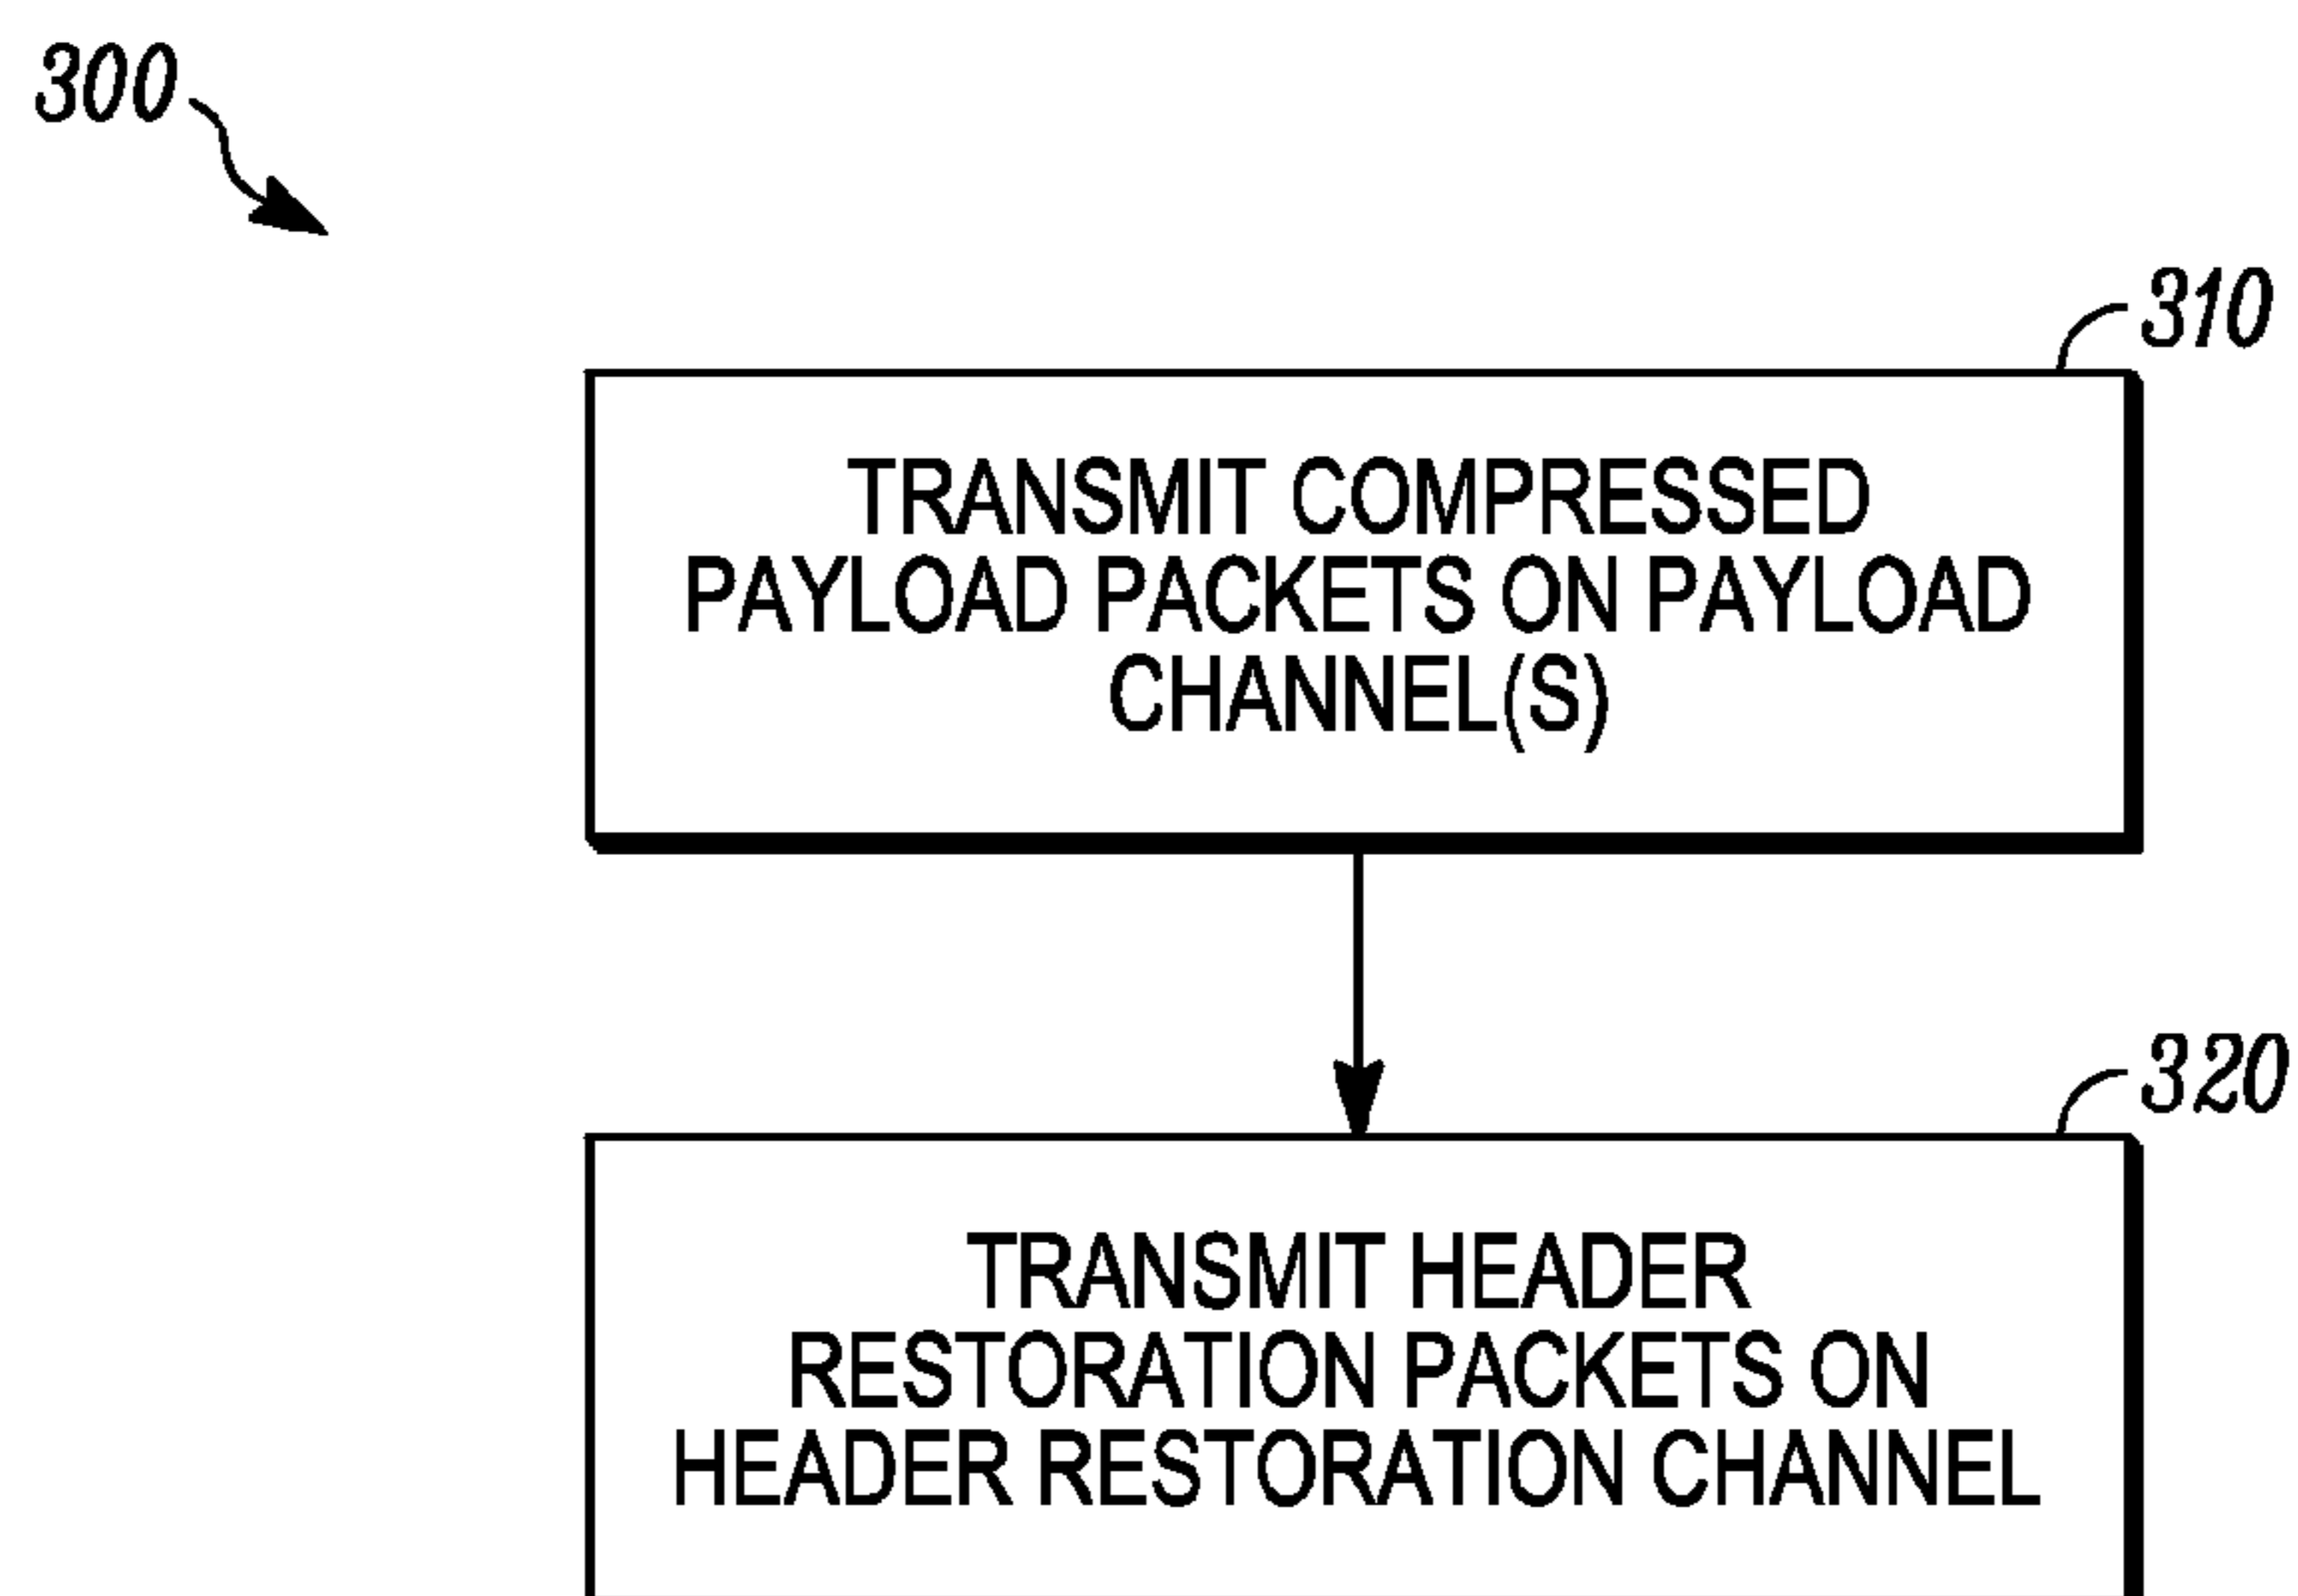 300
310
TRANSMIT COMPRESSED
PAYLOAD PACKETS ON PAYLOAD
CHANNEL(S)
320
TRANSMIT HEADER
RESTORATION PACKETS ON
HEADER RESTORATION CHANNEL